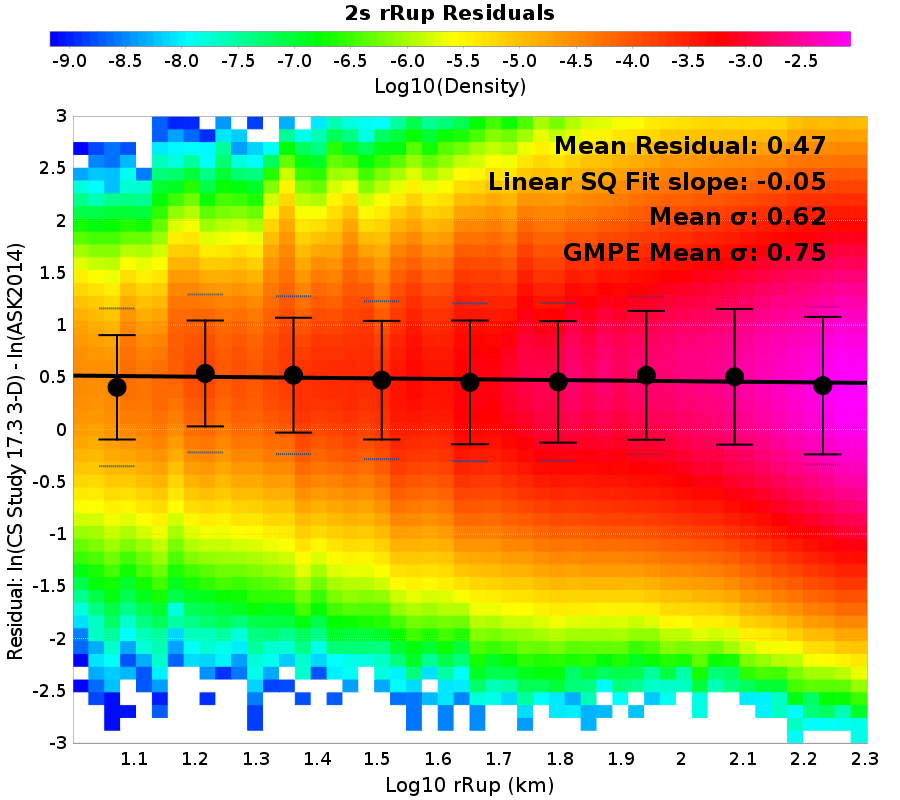 2s rRup Residuals
-9.0 -8.5 -8.0 -7.5 -7.0 -6.5 -6.0 -5.5 -5.0 -4.5 -4.0 -3.5 -3.0 -2.5
Log10(Density)
Mean Residual: 0.47
Linear SQ Fit slope: -0.05
Mean σ: 0.62
GMPE Mean σ: 0.75
Residual: ln(CS Study 17.3 3-D) - ln(ASK2014)
3
2.5
2
1.5
1
0.5
0
-0.5
-1
-1.5
-2
-2.5
-3
1.1 1.2 1.3 1.4 1.5 1.6 1.7 1.8 1.9 2 2.1 2.2 2.3
Log10 rRup (km)